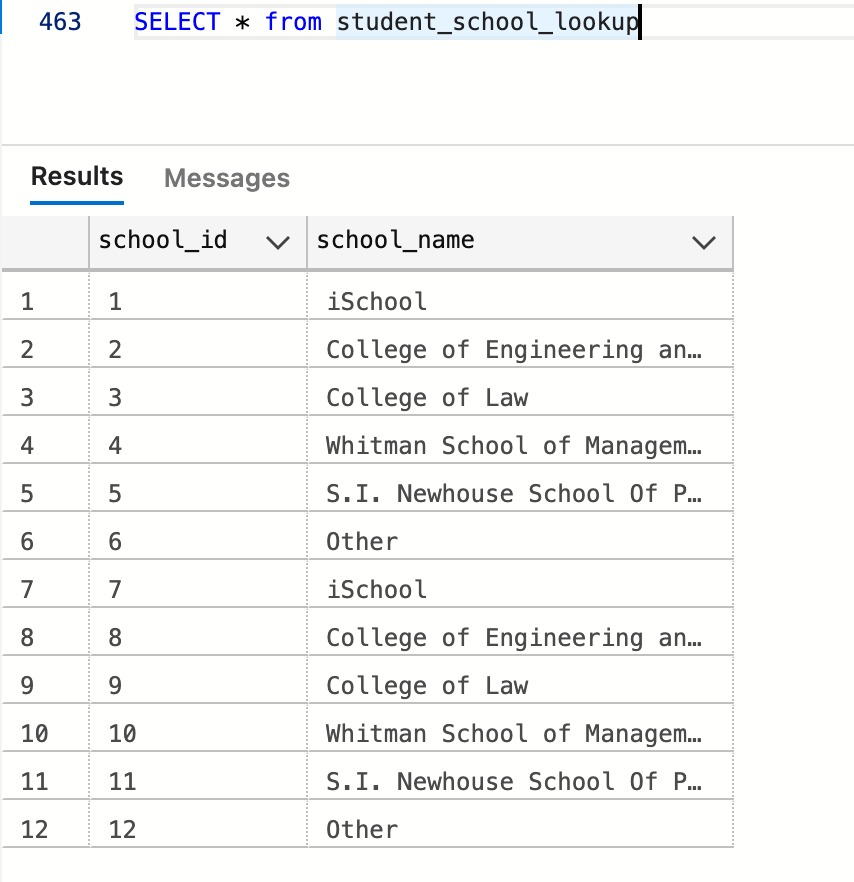 463 SELECT * from student_school_lookup
Results Messages
school_id school_name
1 1 iSchool
2 2 College of Engineering an…
3 3 College of Law
4 4 Whitman School of Managem…
5 5 S.I. Newhouse School Of P…
6 6 Other
7 7 iSchool
8 8 College of Engineering an…
9 9 College of Law
10 10 Whitman School of Managem…
11 11 S.I. Newhouse School Of P…
12 12 Other